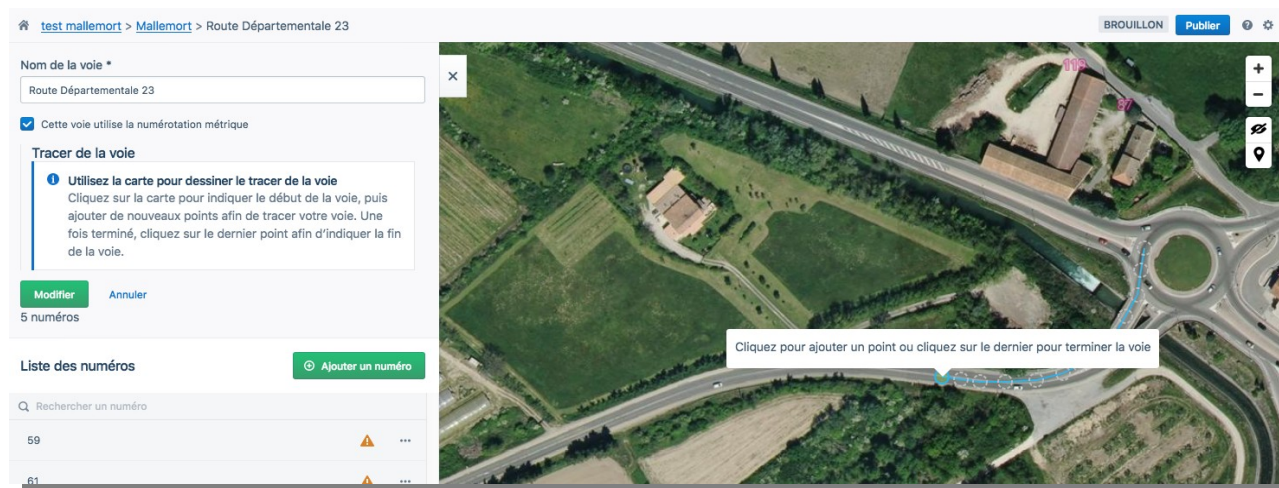 test mallemort > Mallemort > Route Départementale 23
BROUILLON
Publier
Nom de la voie *
Route Départementale 23
Cette voie utilise la numérotation métrique
Tracer de la voie
Utilisez la carte pour dessiner le tracer de la voie
Cliquez sur la carte pour indiquer le début de la voie, puis
ajouter de nouveaux points afin de tracer votre voie. Une
fois terminé, cliquez sur le dernier point afin d'indiquer la fin
de la voie.
Modifier
Annuler
5 numéros
Liste des numéros
Ajouter un numéro
Rechercher un numéro
59
61
119
97
Cliquez pour ajouter un point ou cliquez sur le dernier pour terminer la voie